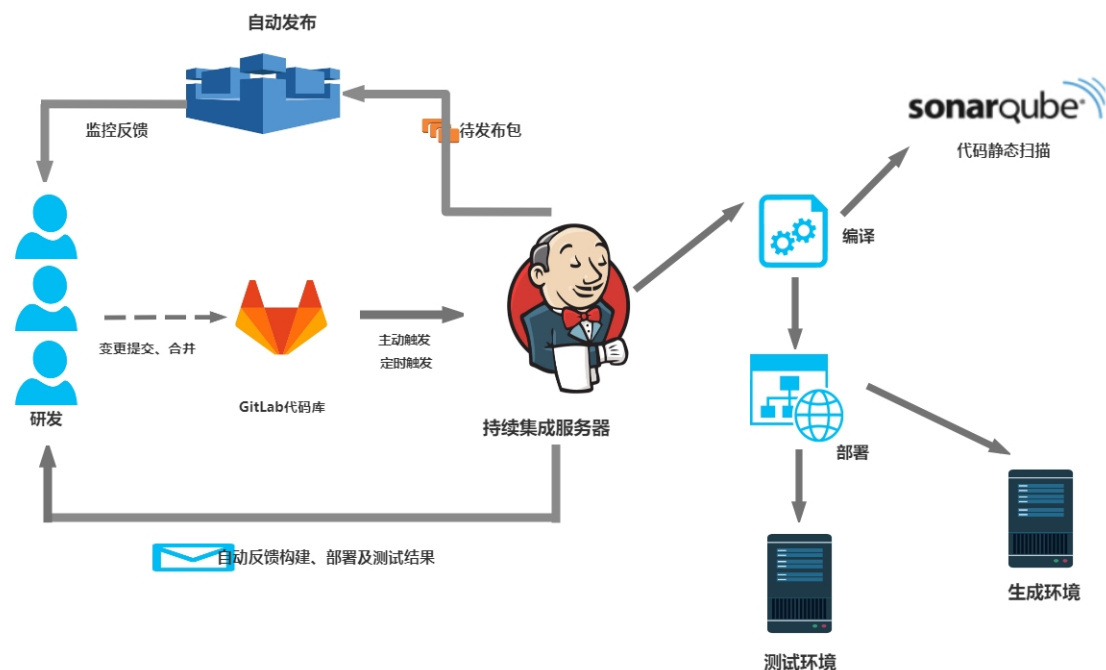 自动发布
监控反馈
待发布包
sonarqube
代码静态扫描
编译
变更提交、合并
主动触发
定时触发
研发
GitLab代码库
持续集成服务器
部署
自动反馈构建、部署及测试结果
生成环境
测试环境